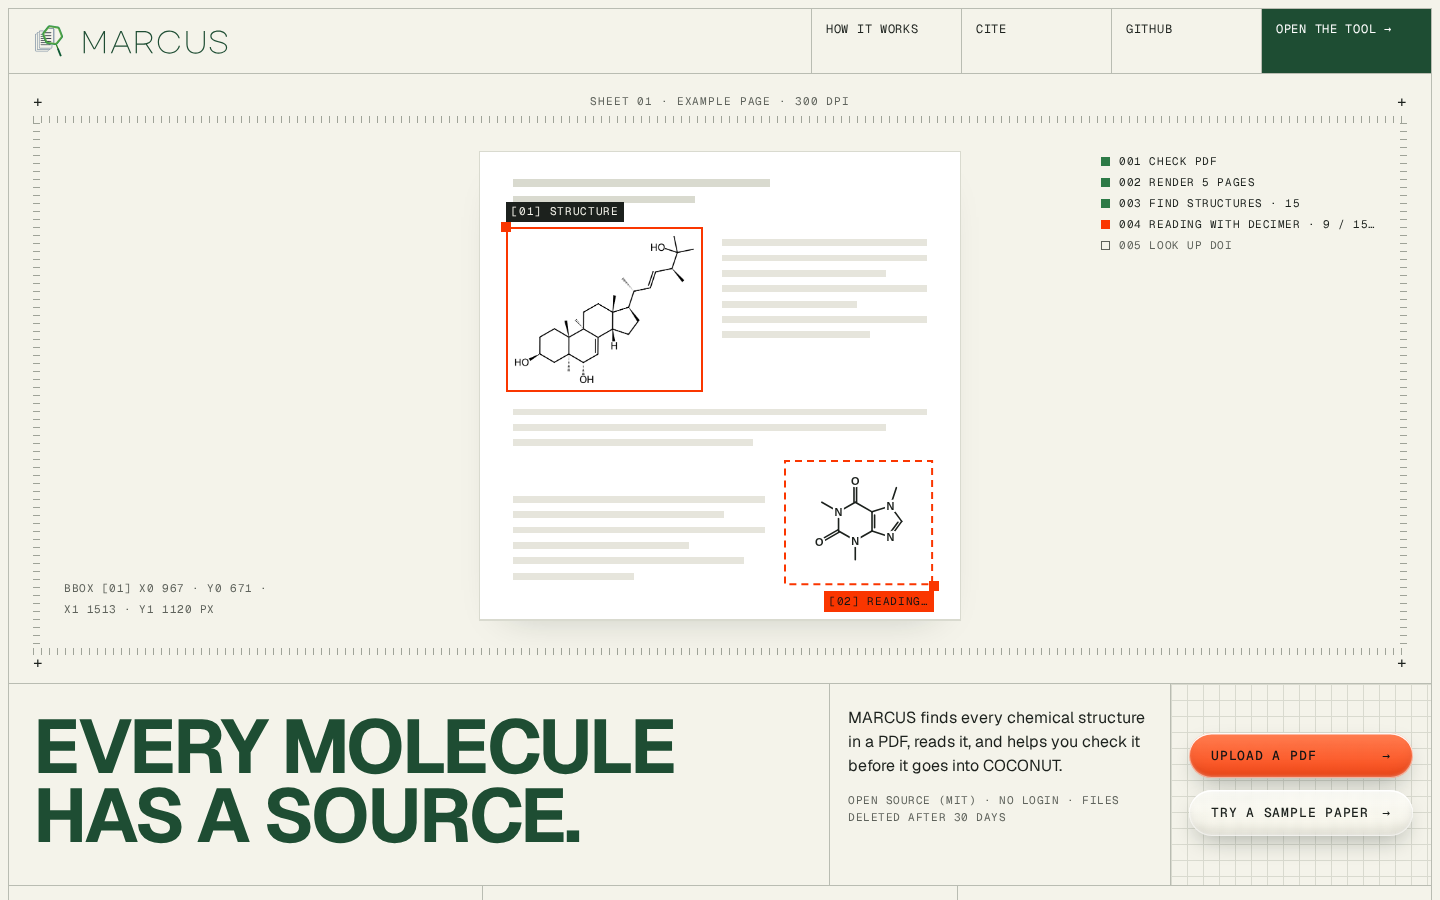 MARCUS
HOW IT WORKS
CITE
GITHUB
OPEN THE TOOL →
SHEET 01 · EXAMPLE PAGE · 300 DPI
001 CHECK PDF
002 RENDER 5 PAGES
003 FIND STRUCTURES · 15
004 READING WITH DECIMER · 9 / 15…
005 LOOK UP DOI
[01] STRUCTURE
HO
H
HO
OH
O
N
N
O
N
N
[02] READING…
BBOX [01] X0 967 · Y0 671 ·
X1 1513 · Y1 1120 PX
EVERY MOLECULE
HAS A SOURCE.
MARCUS finds every chemical structure
in a PDF, reads it, and helps you check it
before it goes into COCONUT.
OPEN SOURCE (MIT) · NO LOGIN · FILES
DELETED AFTER 30 DAYS
UPLOAD A PDF →
TRY A SAMPLE PAPER →